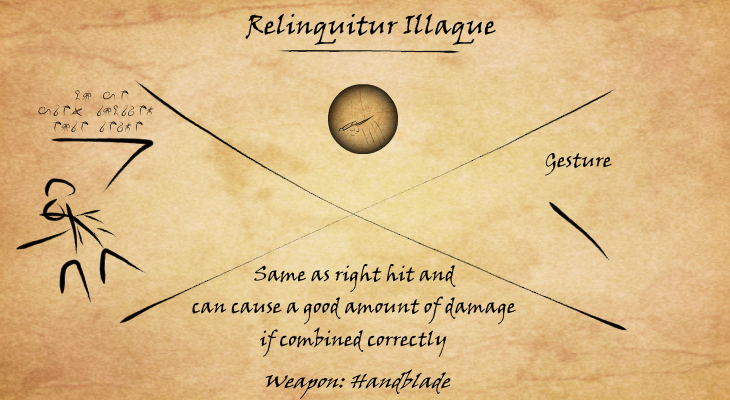 Relinquitur Illaque
Gesture
Same as right hit and
can cause a good amount of damage
if combined correctly
Weapon: Handblade